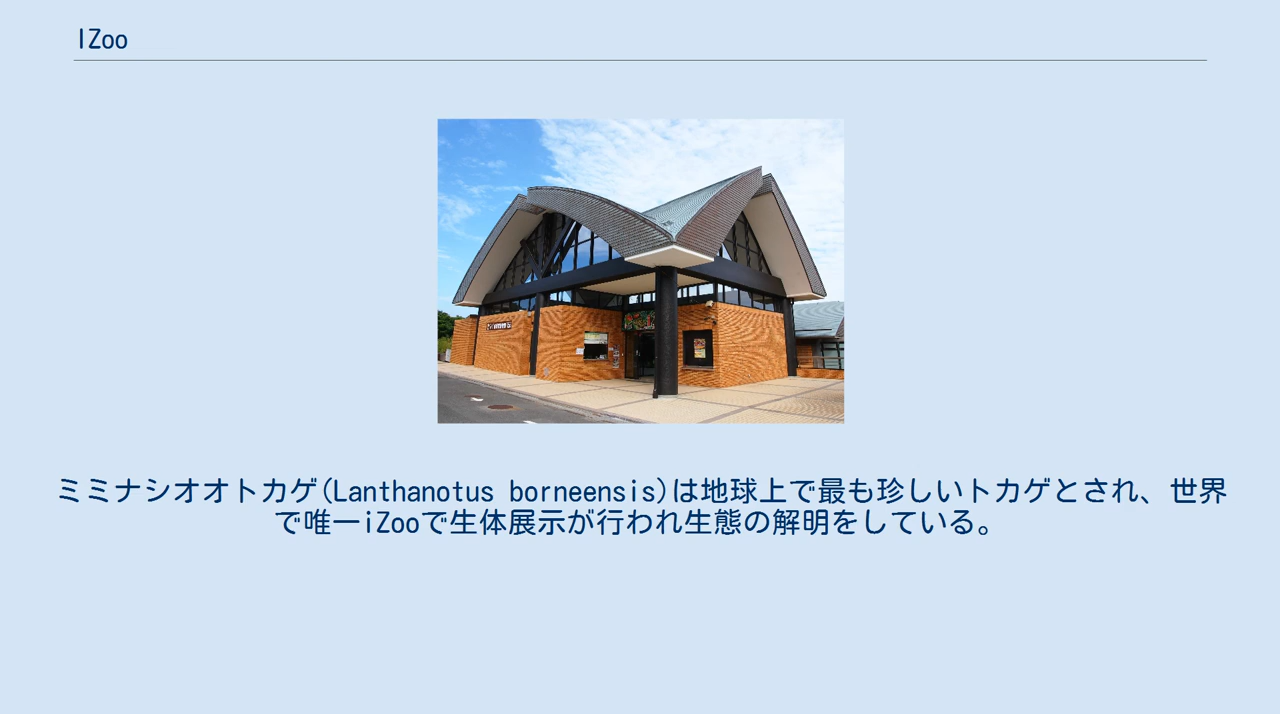 IZoo
ミミナシオオトカゲ(Lanthanotus borneensis)は地球上で最も珍しいトカゲとされ、世界
で唯一iZooで生体展示が行われ生態の解明をしている。